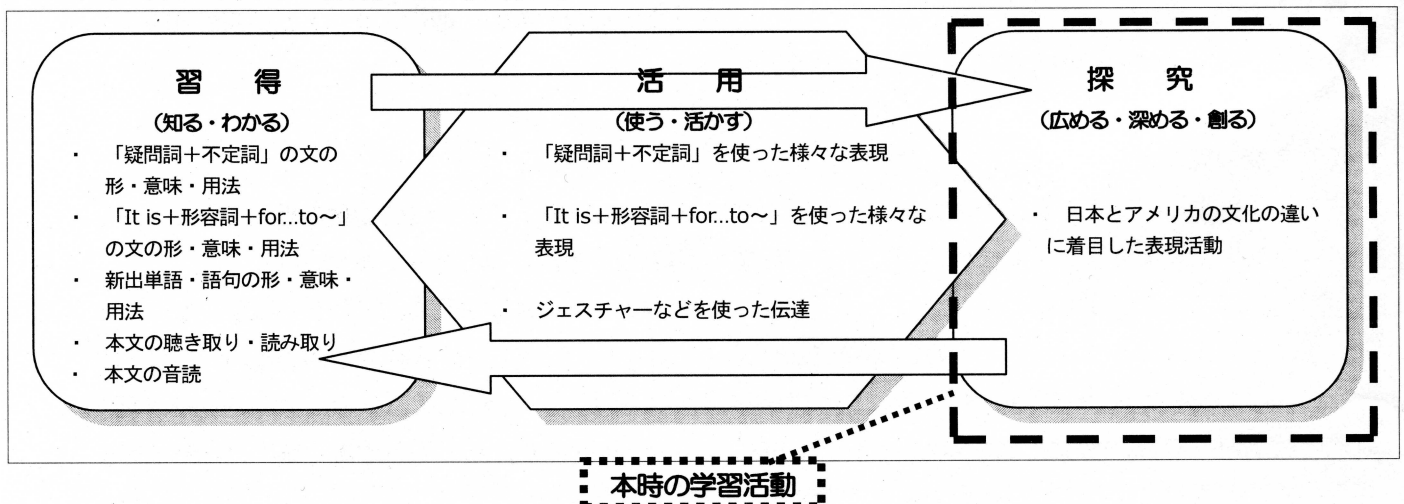 習　得
（知る・わかる）
・　「疑問詞＋不定詞」の文の
形・意味・用法
・　「It is＋形容詞＋for...to～」
の文の形・意味・用法
・　新出単語・語句の形・意味・
用法
・　本文の聴き取り・読み取り
・　本文の音読
活　用
（使う・活かす）
・　「疑問詞＋不定詞」を使った様々な表現
・　「It is＋形容詞＋for...to～」を使った様々な
表現
・　ジェスチャーなどを使った伝達
探　究
（広める・深める・創る）
・　日本とアメリカの文化の違い
に着目した表現活動
本時の学習活動